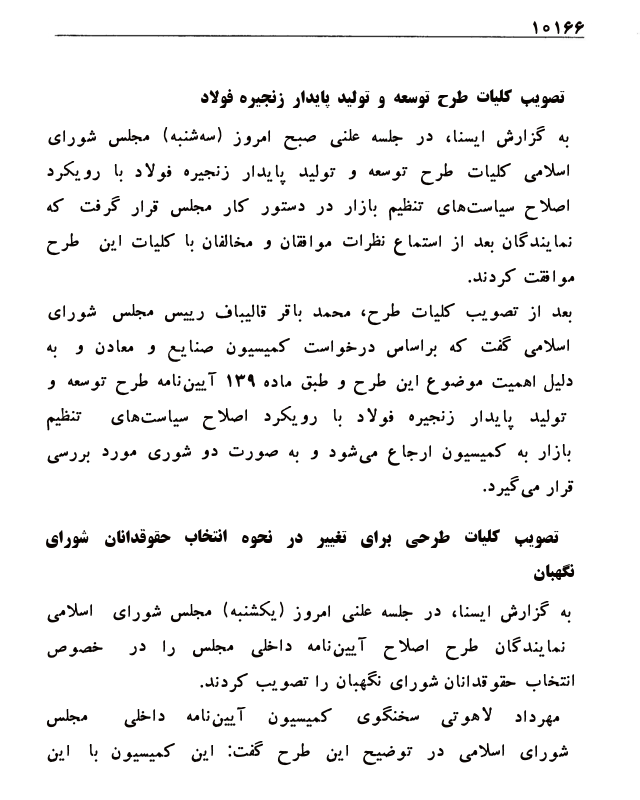 ۱۰۱۶۶
تصویب کلیات طرح توسعه و تولید پایدار زنجیره فولاد
به گزارش ایسنا، در جلسه علنی صبح امروز (سه‌شنبه) مجلس شورای
اسلامی کلیات طرح توسعه و تولید پایدار زنجیره فولاد با رویکرد
اصلاح سیاست‌های تنظیم بازار در دستور کار مجلس قرار گرفت که
نمایندگان بعد از استماع نظرات موافقان و مخالفان با کلیات این طرح
موافقت کردند.
بعد از تصویب کلیات طرح، محمد باقر قالیباف رییس مجلس شورای
اسلامی گفت که براساس درخواست کمیسیون صنایع و معادن و به
دلیل اهمیت موضوع این طرح و طبق ماده ۱۳۹ آیین‌نامه طرح توسعه و
تولید پایدار زنجیره فولاد با رویکرد اصلاح سیاست‌های تنظیم
بازار به کمیسیون ارجاع می‌شود و به صورت دو شوری مورد بررسی
قرار می‌گیرد.
تصویب کلیات طرحی برای تغییر در نحوه انتخاب حقوقدانان شورای
نگهبان
به گزارش ایسنا، در جلسه علنی امروز (یکشنبه) مجلس شورای اسلامی
نمایندگان طرح اصلاح آیین‌نامه داخلی مجلس را در خصوص
انتخاب حقوقدانان شورای نگهبان را تصویب کردند.
مهرداد لاهوتی سخنگوی کمیسیون آیین‌نامه داخلی مجلس
شورای اسلامی در توضیح این طرح گفت: این کمیسیون با این